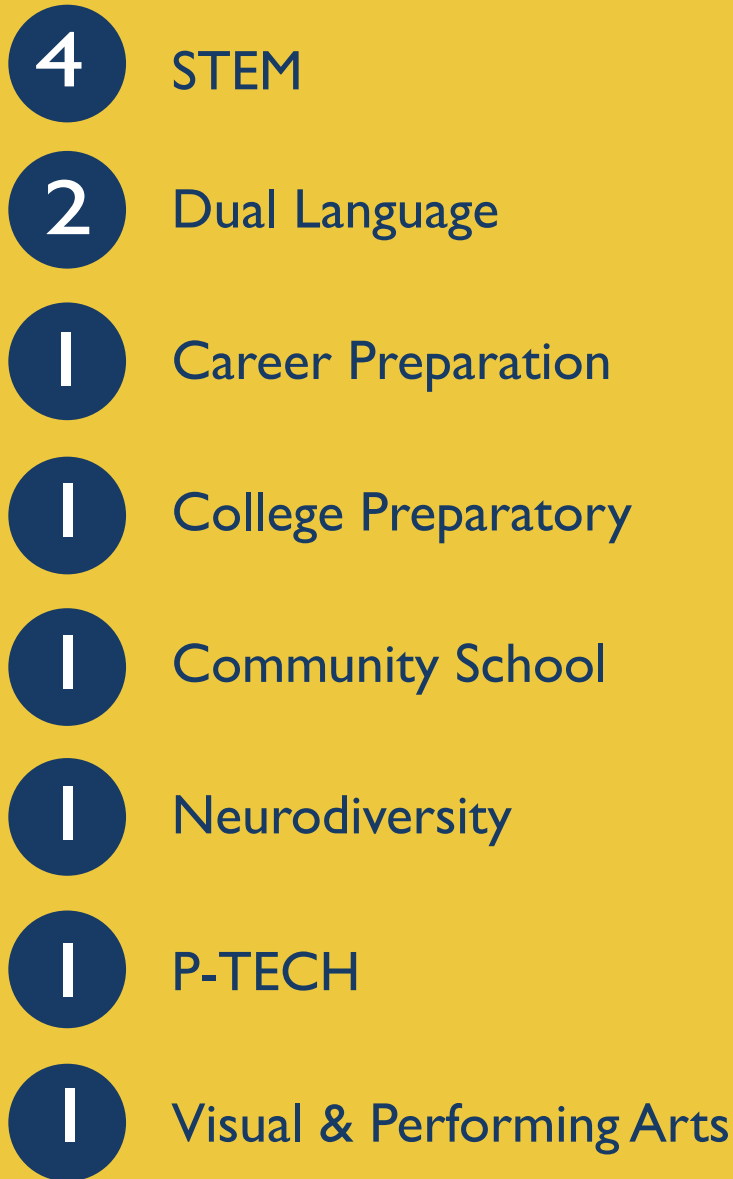 4 STEM
2 Dual Language
1 Career Preparation
1 College Preparatory
1 Community School
1 Neurodiversity
1 P-TECH
1 Visual & Performing Arts